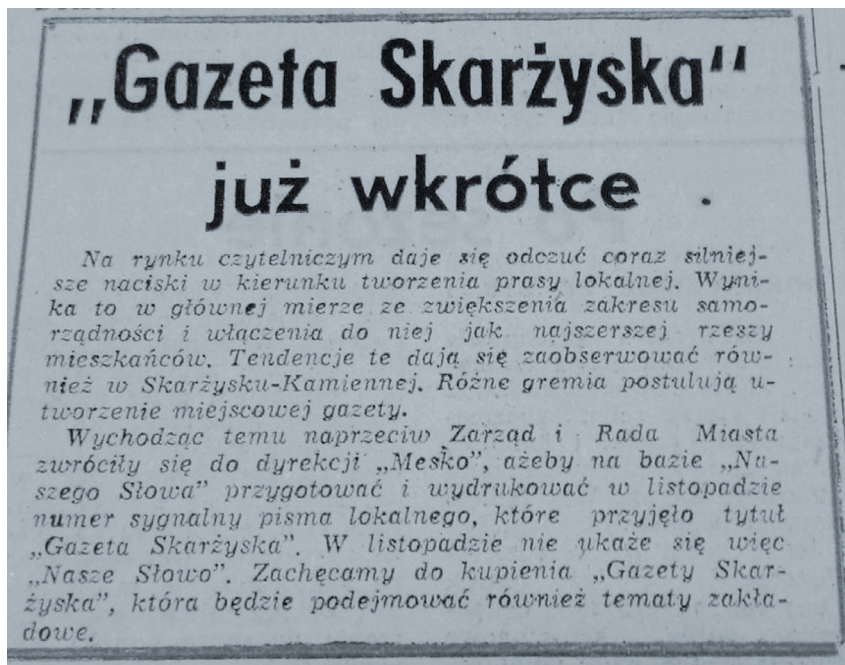 „Gazeta Skarżyska“
już wkrótce
Na rynku czytelniczym daje się odczuć coraz silniej-
sze naciski w kierunku tworzenia prasy lokalnej. Wyni-
ka to w głównej mierze ze zwiększenia zakresu samo-
rządności i włączenia do niej jak najszerszej rzeszy
mieszkańców. Tendencje te dają się zaobserwować rów-
nież w Skarżysku-Kamiennej. Różne gremia postulują u-
tworzenie miejscowej gazety.
Wychodząc temu naprzeciw Zarząd i Rada Miasta
zwróciły się do dyrekcji „Mesko”, ażeby na bazie „Na-
szego Słowa” przygotować i wydrukować w listopadzie
numer sygnalny pisma lokalnego, które przyjęło tytuł
„Gazeta Skarżyska”. W listopadzie nie ukaże się więc
„Nasze Słowo”. Zachęcamy do kupienia „Gazety Skar-
żyska”, która będzie podejmować również tematy zakła-
dowe.